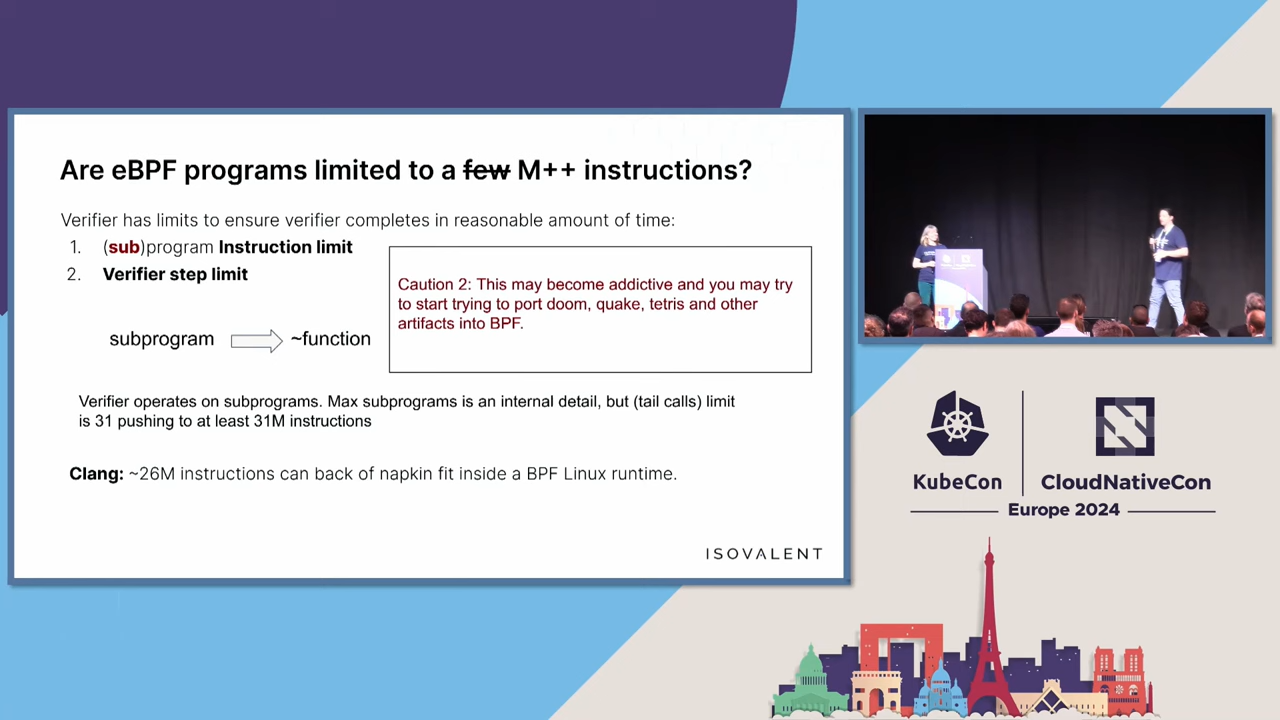 Are eBPF programs limited to a few M++ instructions?
Verifier has limits to ensure verifier completes in reasonable amount of time:
1. (sub)program Instruction limit
2. Verifier step limit
Caution 2: This may become addictive and you may try
to start trying to port doom, quake, tetris and other
artifacts into BPF.
subprogram ~function
Verifier operates on subprograms. Max subprograms is an internal detail, but (tail calls) limit
is 31 pushing to at least 31M instructions
Clang: ~26M instructions can back of napkin fit inside a BPF Linux runtime.
ISOVALENT
KubeCon CloudNativeCon
Europe 2024